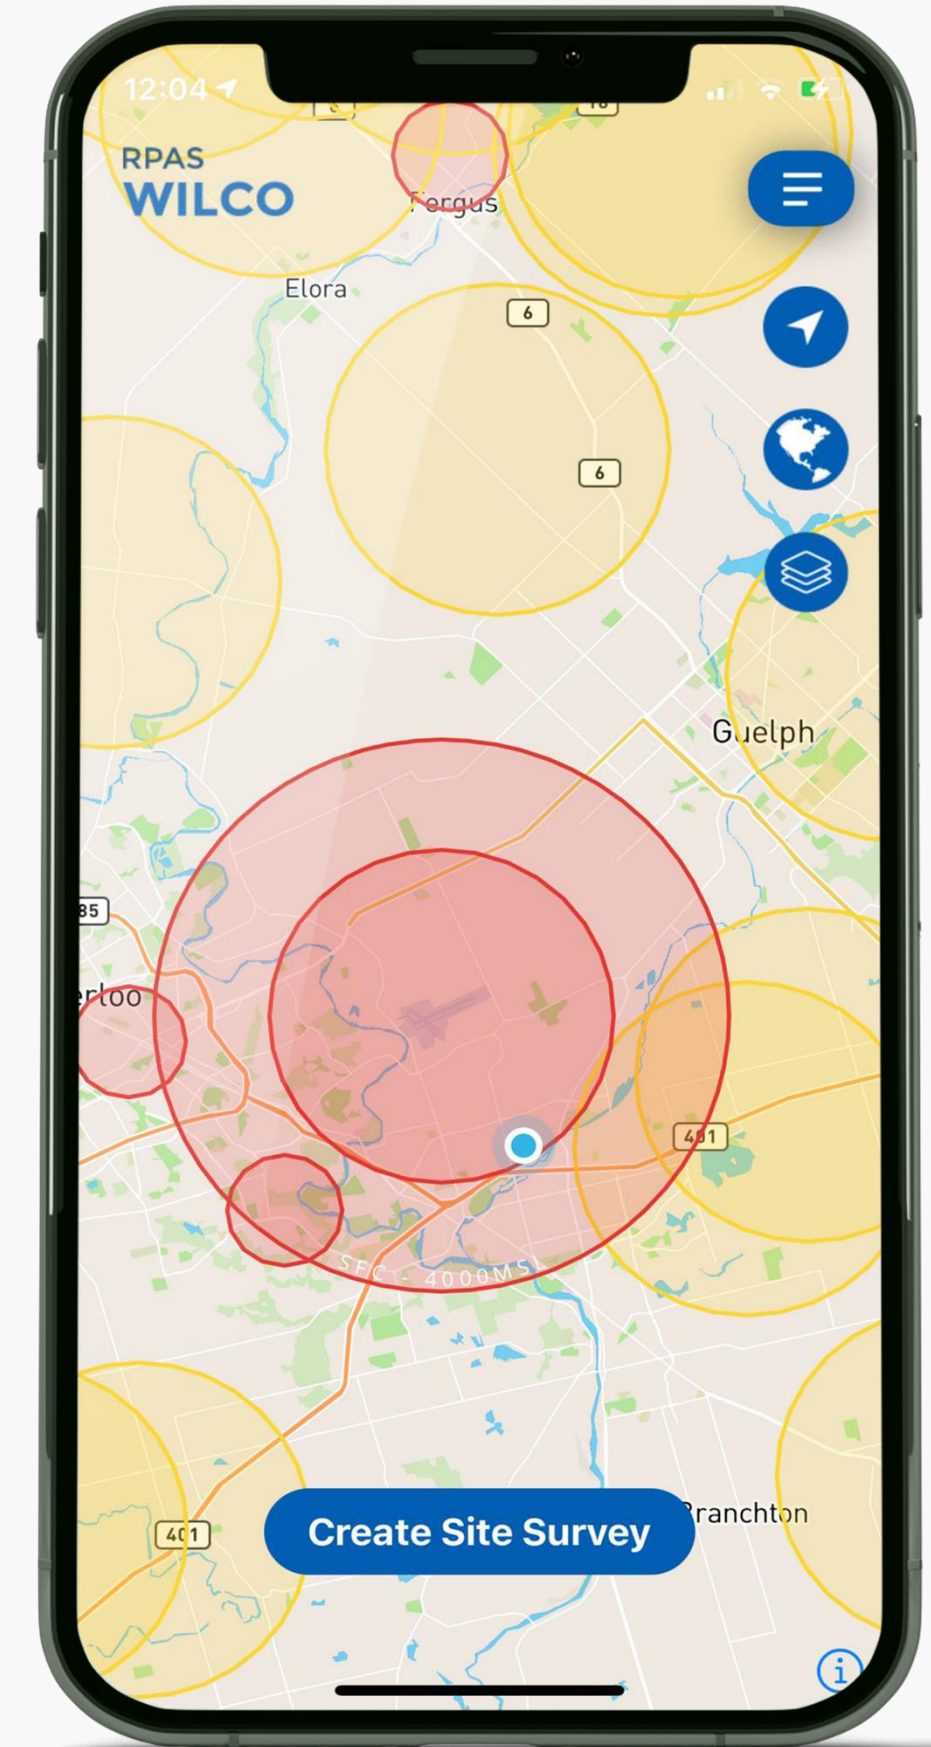 12:04
RPAS
WILCO
Fergus
Elora
6
6
Guelph
85
erloo
401
SFC - 4000MSL
Branchton
401
Create Site Survey
i